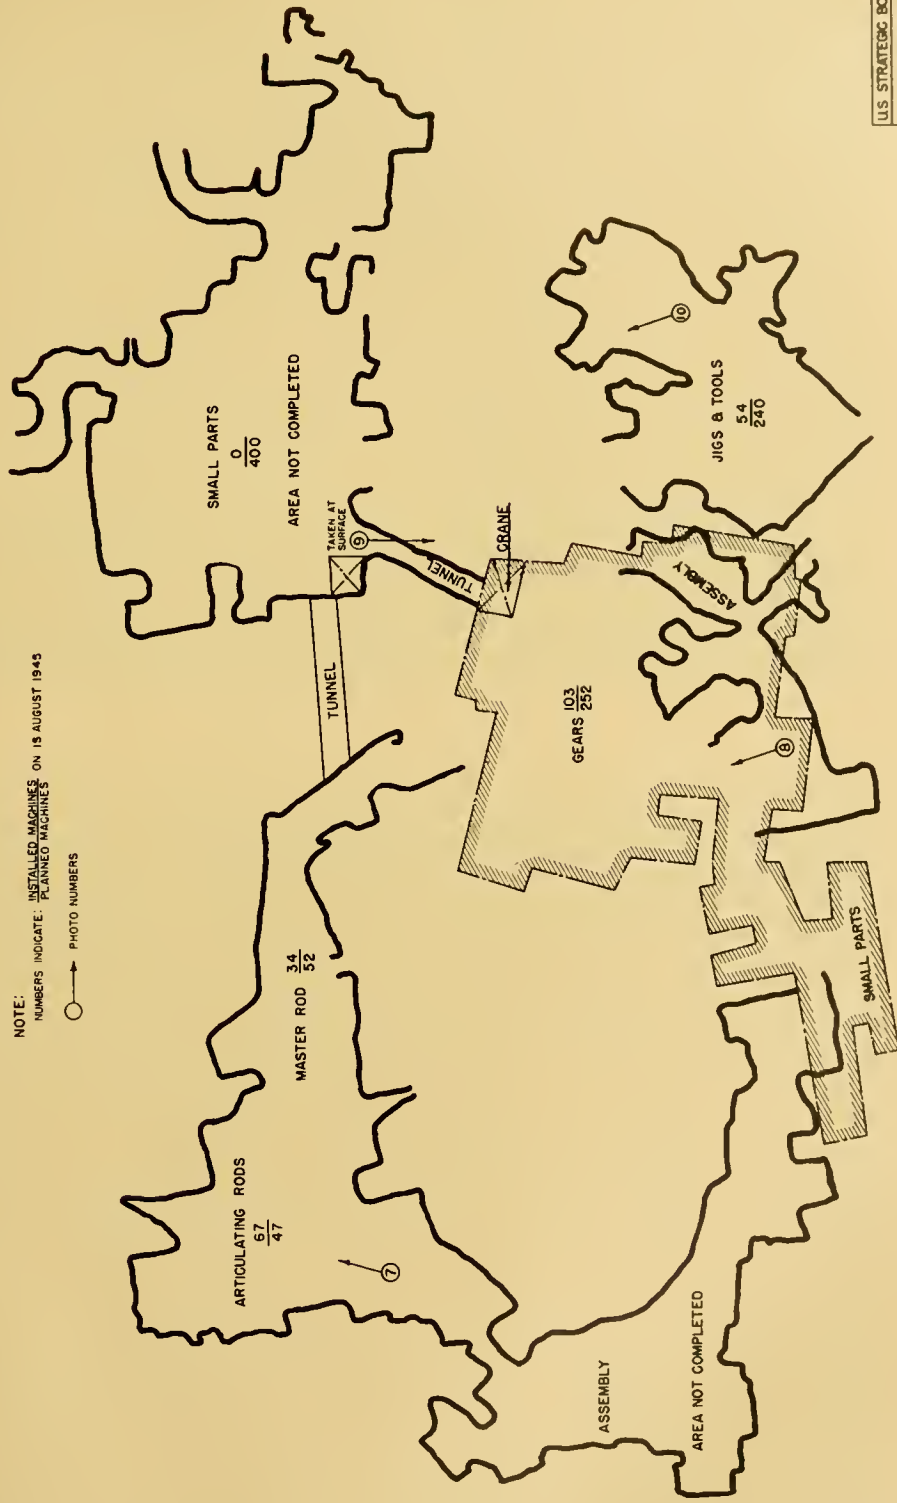 NOTE:
NUMBERS INDICATE: INSTALLED MACHINES ON 15 AUGUST 1945
PLANNED MACHINES
PHOTO NUMBERS
SMALL PARTS
0
400
AREA NOT COMPLETED
TAKEN AT
SURFACE
9
TUNNEL
TUNNEL
CRANE
MASTER ROD 34
52
ARTICULATING RODS
67
47
7
GEARS 103
252
JIGS & TOOLS
54
240
10
ASSEMBLY
8
SMALL PARTS
ASSEMBLY
AREA NOT COMPLETED
U.S STRATEGIC